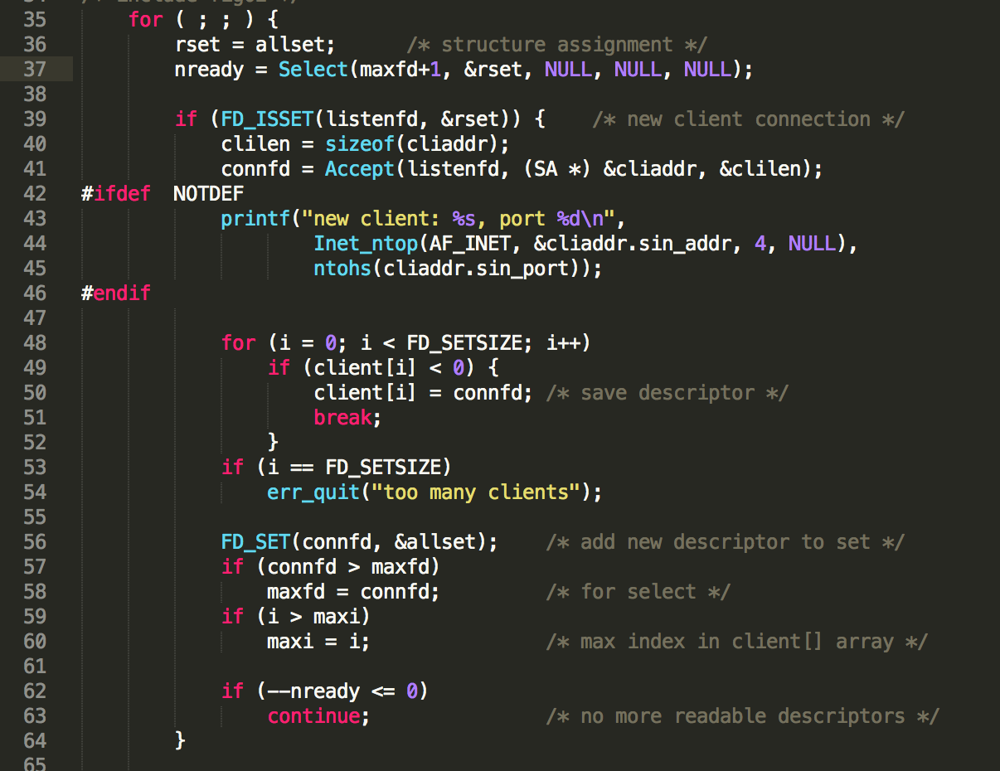 35 for ( ; ; ) {
36 rset = allset; /* structure assignment */
37 nready = Select(maxfd+1, &rset, NULL, NULL, NULL);
38
39 if (FD_ISSET(listenfd, &rset)) { /* new client connection */
40 clilen = sizeof(cliaddr);
41 connfd = Accept(listenfd, (SA *) &cliaddr, &clilen);
42 #ifdef NOTDEF
43 printf("new client: %s, port %d\n",
44 Inet_ntop(AF_INET, &cliaddr.sin_addr, 4, NULL),
45 ntohs(cliaddr.sin_port));
46 #endif
47
48 for (i = 0; i < FD_SETSIZE; i++)
49 if (client[i] < 0) {
50 client[i] = connfd; /* save descriptor */
51 break;
52 }
53 if (i == FD_SETSIZE)
54 err_quit("too many clients");
55
56 FD_SET(connfd, &allset); /* add new descriptor to set */
57 if (connfd > maxfd)
58 maxfd = connfd; /* for select */
59 if (i > maxi)
60 maxi = i; /* max index in client[] array */
61
62 if (--nready <= 0)
63 continue; /* no more readable descriptors */
64 }
65